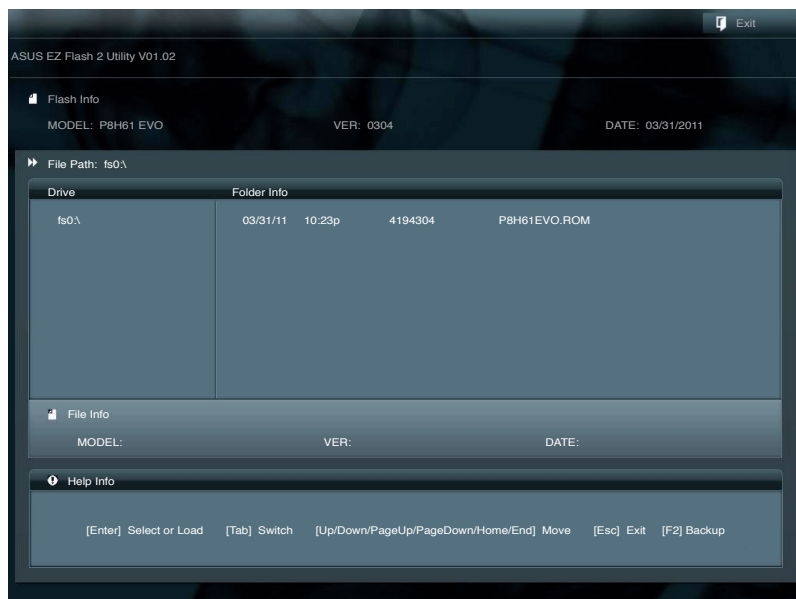 Exit
ASUS EZ Flash 2 Utility V01.02
Flash Info
MODEL: P8H61 EVO VER: 0304 DATE: 03/31/2011
File Path: fs0:\
Drive Folder Info
fs0:\ 03/31/11 10:23p 4194304 P8H61EVO.ROM
File Info
MODEL: VER: DATE:
Help Info
[Enter] Select or Load [Tab] Switch [Up/Down/PageUp/PageDown/Home/End] Move [Esc] Exit [F2] Backup